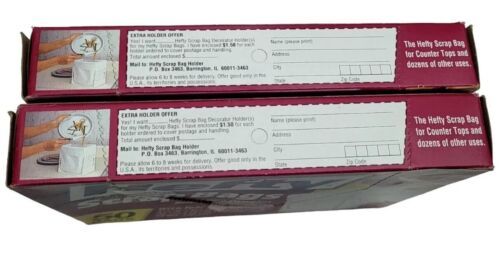 EXTRA HOLDER OFFER
Yes! I want..........Hefty Scrap Bag Decorator Holder(s)
for my Hefty Scrap Bags. I have enclosed $1.50 for each
holder ordered to cover postage and handling.
Total amount enclosed $
Mail to: Hefty Scrap Bag Holder
P.O. Box 3463, Barrington, IL 60011-3463
Please allow 6 to 8 weeks for delivery. Offer good only in the
U.S.A., its territories and possessions.
Name (please print)
Address
City
State
Zip Code
The Hefty Scrap Bag
for Counter Tops and
dozens of other uses.
EXTRA HOLDER OFFER
Yes! I want..........Hefty Scrap Bag Decorator Holder(s)
for my Hefty Scrap Bags. I have enclosed $1.50 for each
holder ordered to cover postage and handling.
Total amount enclosed $
Mail to: Hefty Scrap Bag Holder
P.O. Box 3463, Barrington, IL 60011-3463
Please allow 6 to 8 weeks for delivery. Offer good only in the
U.S.A., its territories and possessions.
Name (please print)
Address
City
State
Zip Code
The Hefty Scrap Bag
for Counter Tops and
dozens of other uses.
50